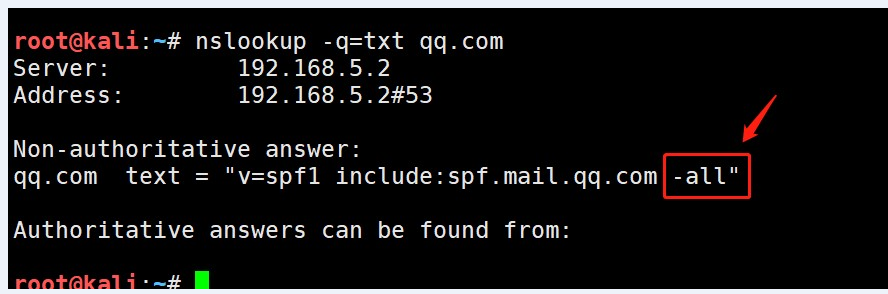 root@kali:~# nslookup -q=txt qq.com
Server:         192.168.5.2
Address:        192.168.5.2#53
Non-authoritative answer:
qq.com  text = "v=spf1 include:spf.mail.qq.com -all"
Authoritative answers can be found from:
root@kali:~#